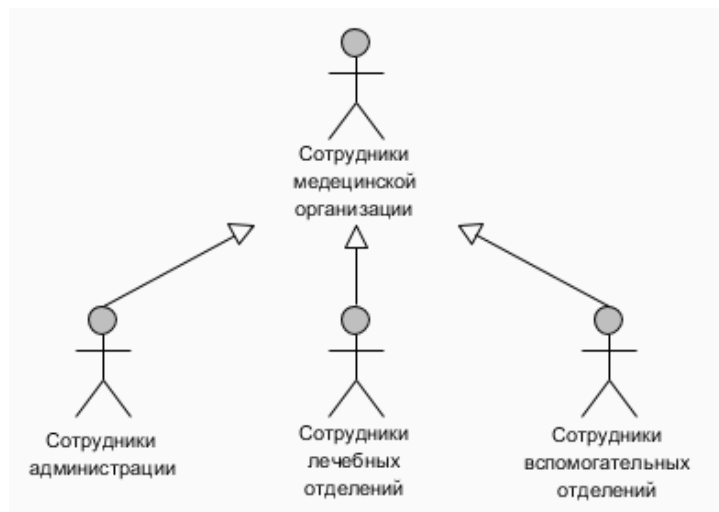 Сотрудники
медецинской
организации
Сотрудники
администрации
Сотрудники
лечебных
отделений
Сотрудники
вспомогательных
отделений